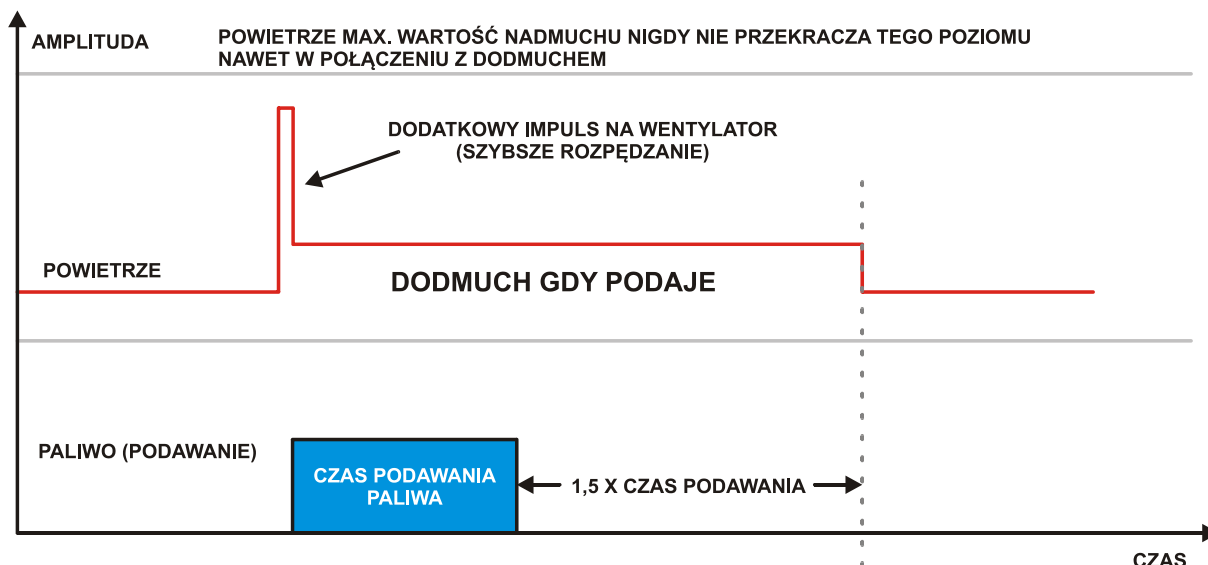 AMPLITUDA
POWIETRZE MAX. WARTOŚĆ NADMUCHU NIGDY NIE PRZEKRACZA TEGO POZIOMU
NAWET W POŁĄCZENIU Z DODMUCHEM
DODATKOWY IMPULS NA WENTYLATOR
(SZYBSZE ROZPĘDZANIE)
POWIETRZE
DODMUCH GDY PODAJE
PALIWO (PODAWANIE)
CZAS PODAWANIA
PALIWA
1,5 X CZAS PODAWANIA
CZAS